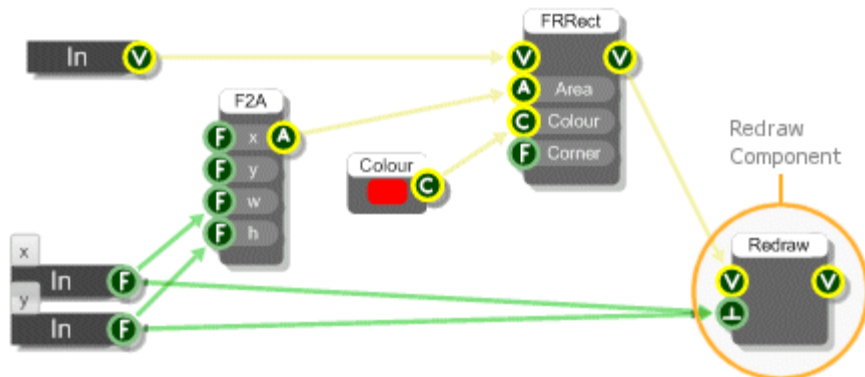 FRRect
In V
V V
F2A
A Area
F x A
C Colour
Redraw
Component
F y
Colour
F Corner
C
F w
x
F h
Redraw
In F
y
V V
In F